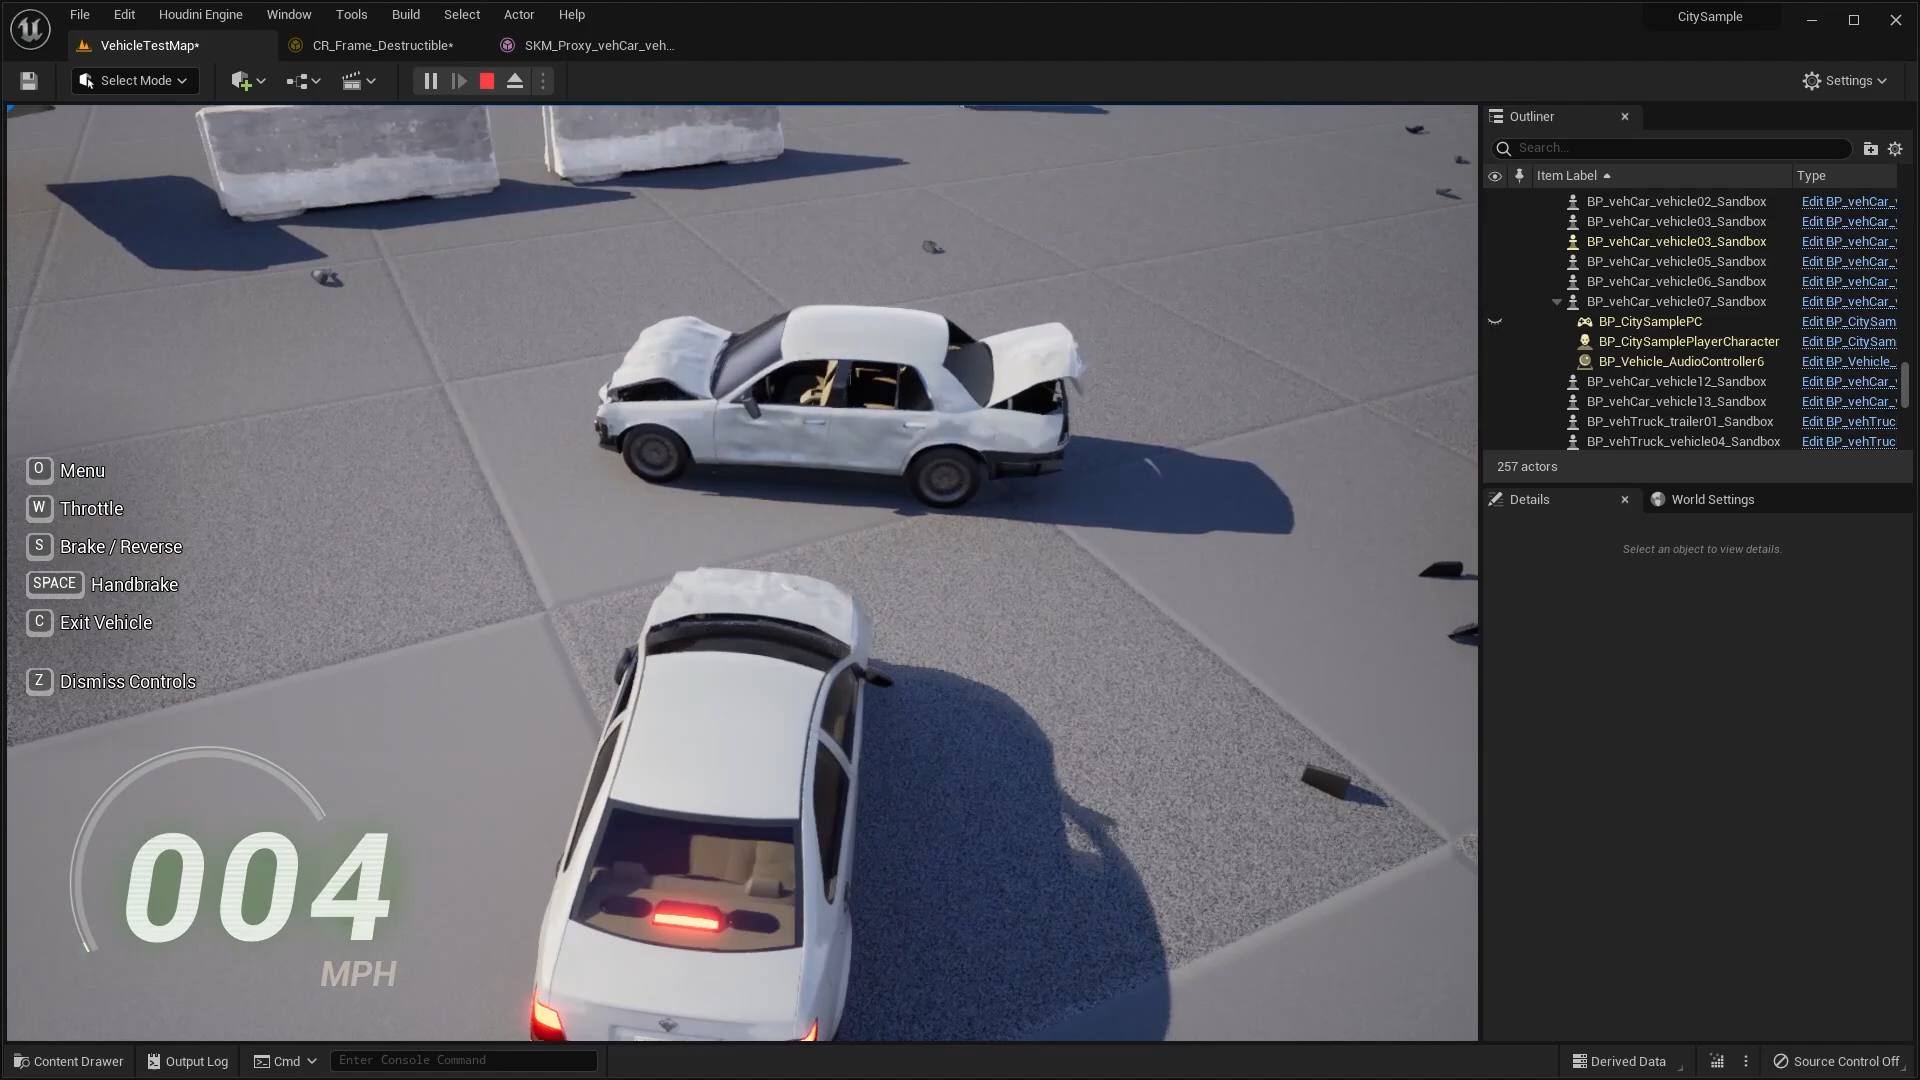 File Edit Houdini Engine Window Tools Build Select Actor Help
CitySample
VehicleTestMap* CR_Frame_Destructible* SKM_Proxy_vehCar_veh...
Select Mode
Settings
Outliner
Search...
Item Label Type
BP_vehCar_vehicle02_Sandbox Edit BP_vehCar_
BP_vehCar_vehicle03_Sandbox Edit BP_vehCar_
BP_vehCar_vehicle03_Sandbox Edit BP_vehCar_
BP_vehCar_vehicle05_Sandbox Edit BP_vehCar_
BP_vehCar_vehicle06_Sandbox Edit BP_vehCar_
BP_vehCar_vehicle07_Sandbox Edit BP_vehCar_
BP_CitySamplePC Edit BP_CitySam
BP_CitySamplePlayerCharacter Edit BP_CitySam
BP_Vehicle_AudioController6 Edit BP_Vehicle_
BP_vehCar_vehicle12_Sandbox Edit BP_vehCar_
BP_vehCar_vehicle13_Sandbox Edit BP_vehCar_
BP_vehTruck_trailer01_Sandbox Edit BP_vehTruc
BP_vehTruck_vehicle04_Sandbox Edit BP_vehTruc
257 actors
Details World Settings
Select an object to view details.
O Menu
W Throttle
S Brake / Reverse
SPACE Handbrake
C Exit Vehicle
Z Dismiss Controls
004
MPH
Content Drawer Output Log Cmd Enter Console Command Derived Data Source Control Off